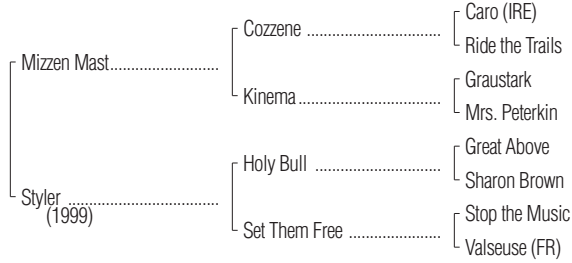 Caro (IRE)
Cozzene ................................
Ride the Trails
Mizzen Mast..........................
Graustark
Kinema..................................
Mrs. Peterkin
Great Above
Holy Bull ..............................
Sharon Brown
Styler ....................................
(1999)
Stop the Music
Set Them Free ......................
Valseuse (FR)